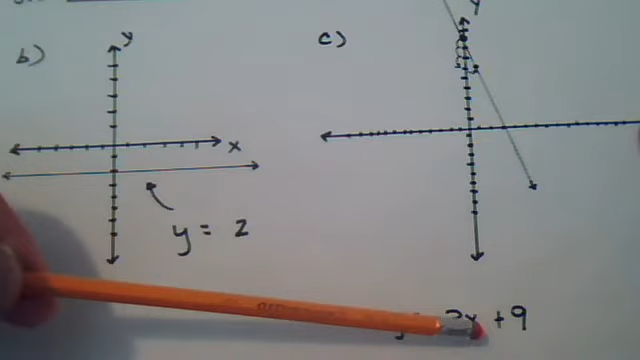 b)
y
x
y = 2
c)
y
+9